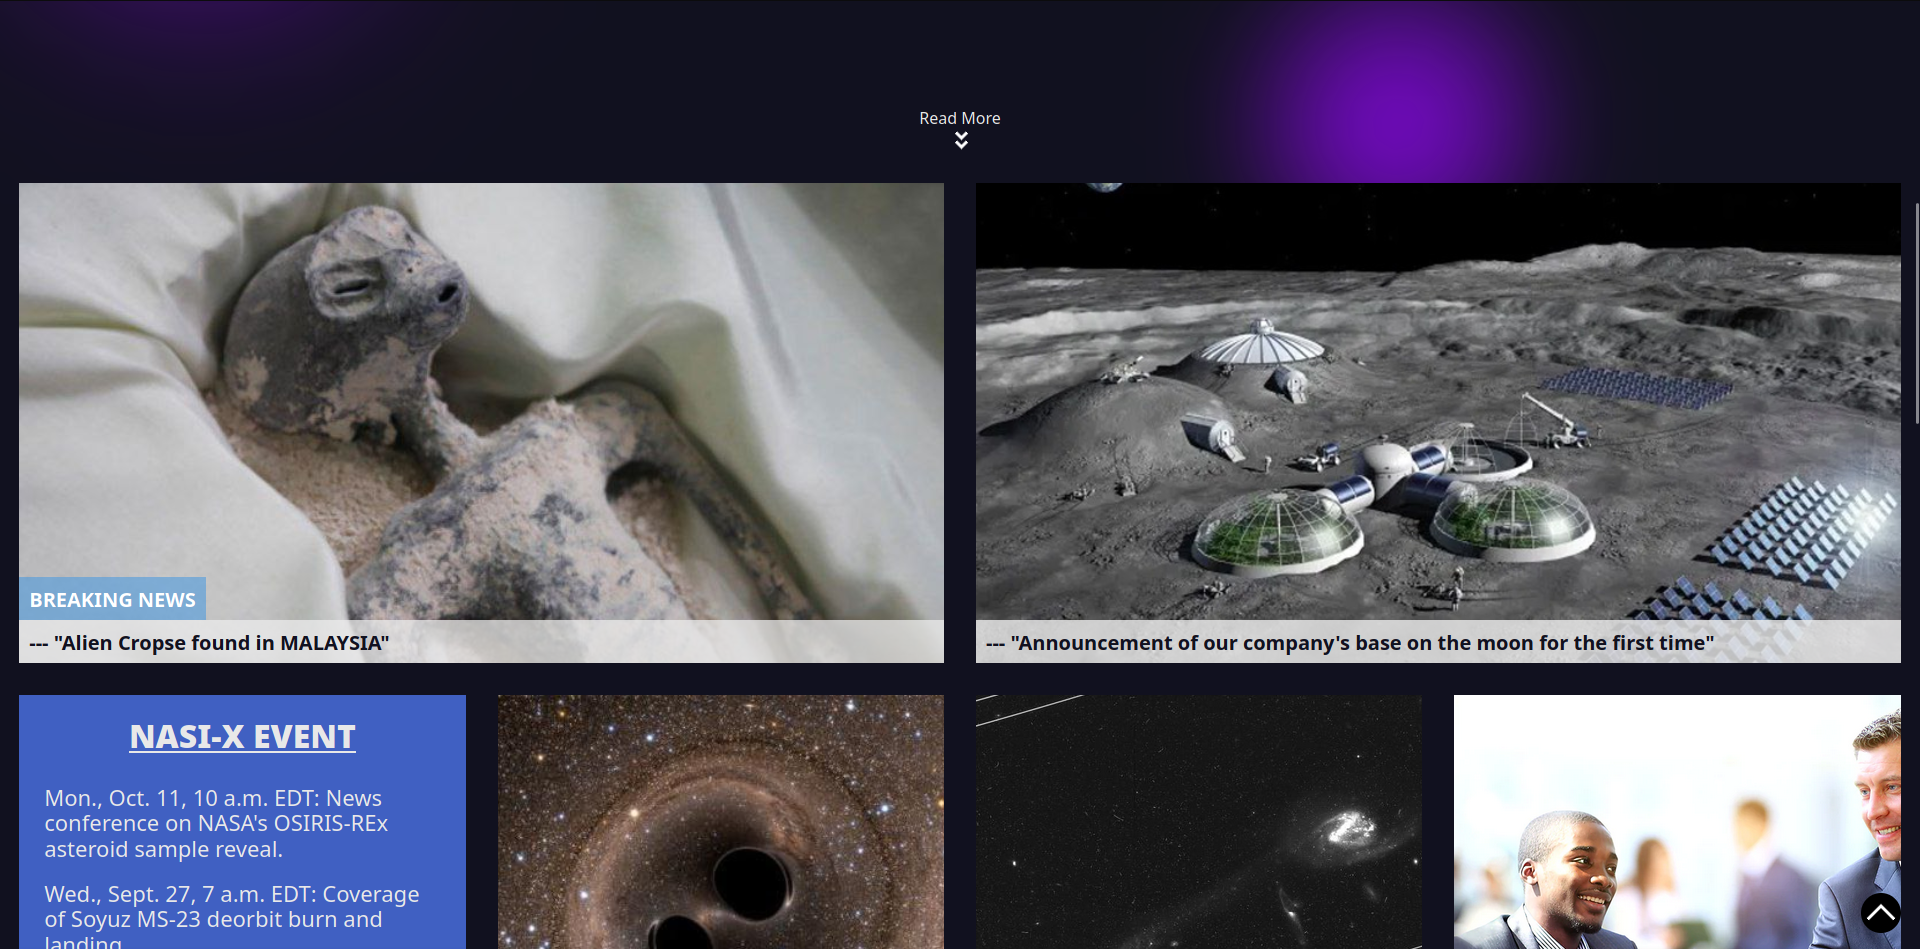 Read More
BREAKING NEWS
--- "Alien Cropse found in MALAYSIA"
--- "Announcement of our company's base on the moon for the first time"
NASI-X EVENT
Mon., Oct. 11, 10 a.m. EDT: News
conference on NASA's OSIRIS-REx
asteroid sample reveal.
Wed., Sept. 27, 7 a.m. EDT: Coverage
of Soyuz MS-23 deorbit burn and
landing